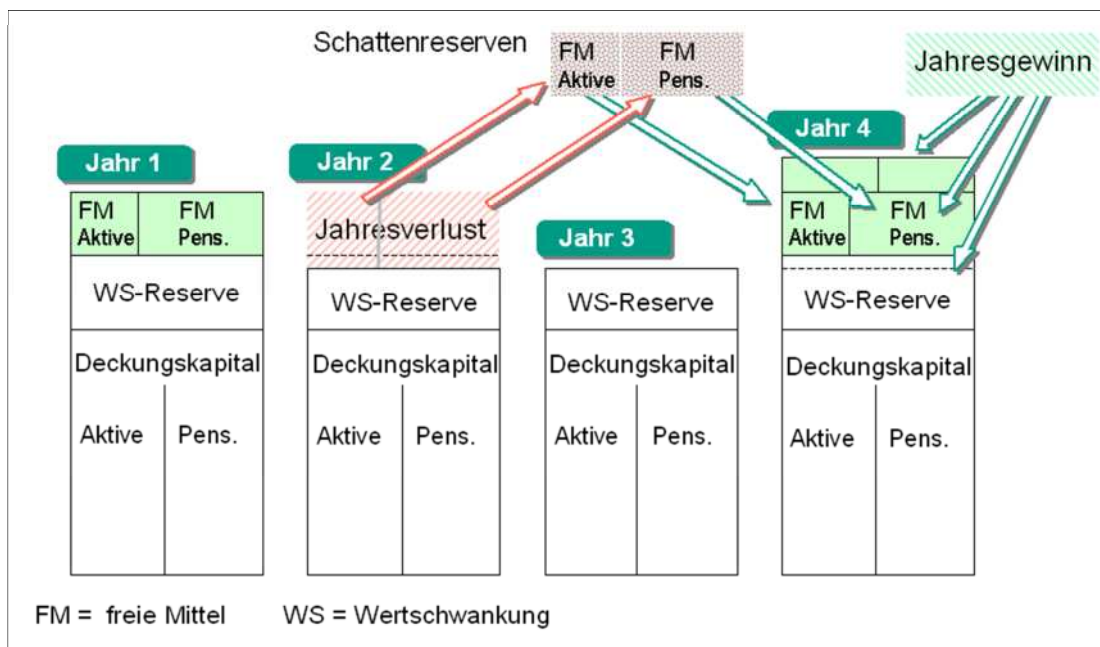 Schattenreserven
FM
Aktive
FM
Pens.
Jahresgewinn
Jahr 1
FM
Aktive
FM
Pens.
WS-Reserve
Deckungskapital
Aktive
Pens.
Jahr 2
Jahresverlust
WS-Reserve
Deckungskapital
Aktive
Pens.
Jahr 3
WS-Reserve
Deckungskapital
Aktive
Pens.
Jahr 4
FM
Aktive
FM
Pens.
WS-Reserve
Deckungskapital
Aktive
Pens.
FM = freie Mittel WS = Wertschwankung